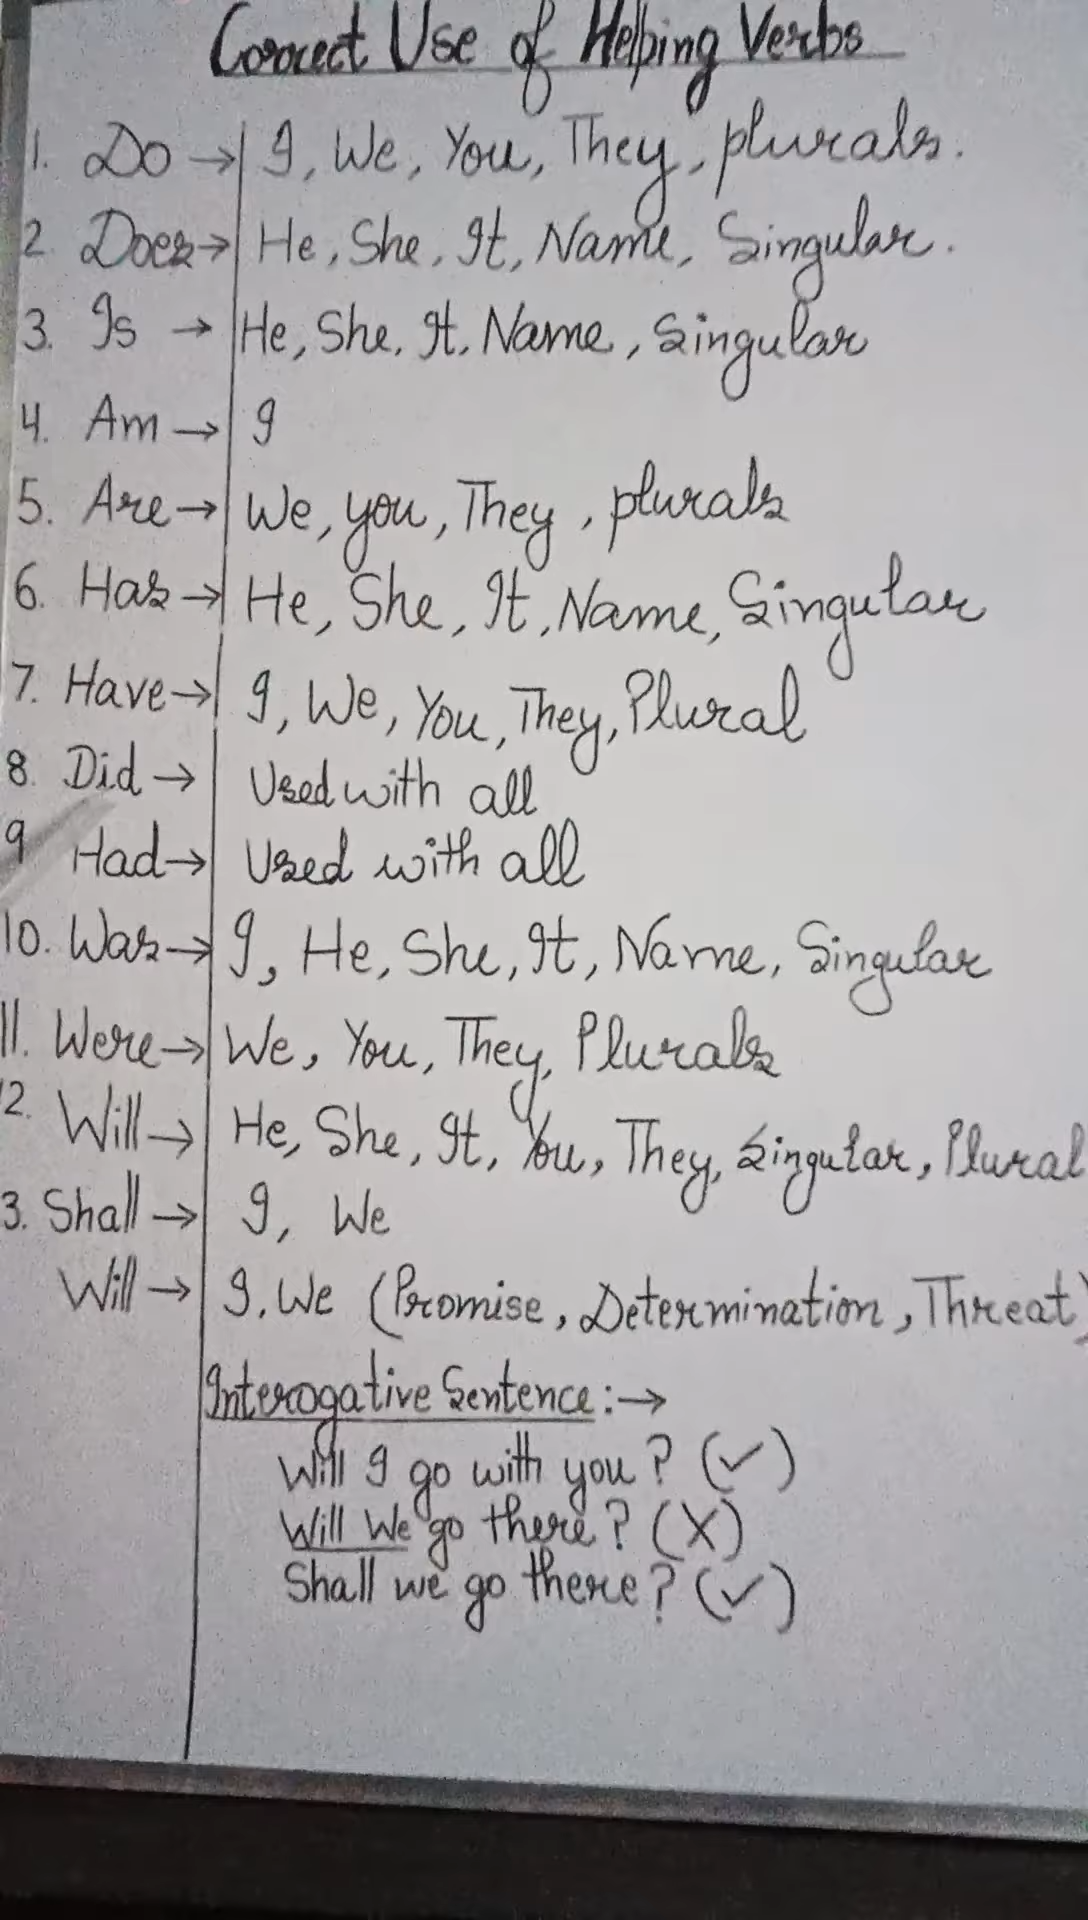 Correct Use of Helping Verbs
1. Do → I, We, You, They, plurals.
2. Does → He, She, It, Name, Singular.
3. Is → He, She, It, Name, Singular
4. Am → I
5. Are → We, you, They, plurals
6. Has → He, She, It, Name, Singular
7. Have → I, We, You, They, Plural
8. Did → Used with all
9 Had → Used with all
10. Was → I, He, She, It, Name, Singular
11. Were → We, You, They, Plurals
2. Will → He, She, It, You, They, Singular, Plural
3. Shall → I, We
Will → I, We (Promise, Determination, Threat)
Interogative Sentence :→
Will I go with you? (✓)
Will We go there? (X)
Shall we go there? (✓)